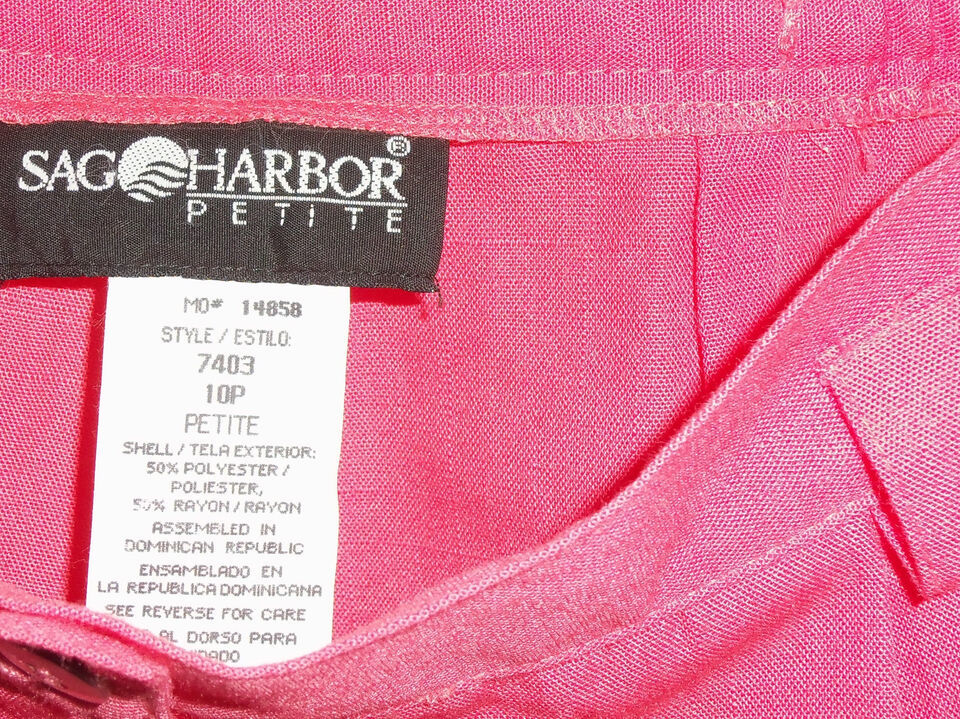 SAG HARBOR®
PETITE
MO# 14858
STYLE / ESTILO:
7403
10P
PETITE
SHELL / TELA EXTERIOR:
50% POLYESTER /
POLIESTER,
50% RAYON / RAYON
ASSEMBLED IN
DOMINICAN REPUBLIC
ENSAMBLADO EN
LA REPUBLICA DOMINICANA
SEE REVERSE FOR CARE
AL DORSO PARA